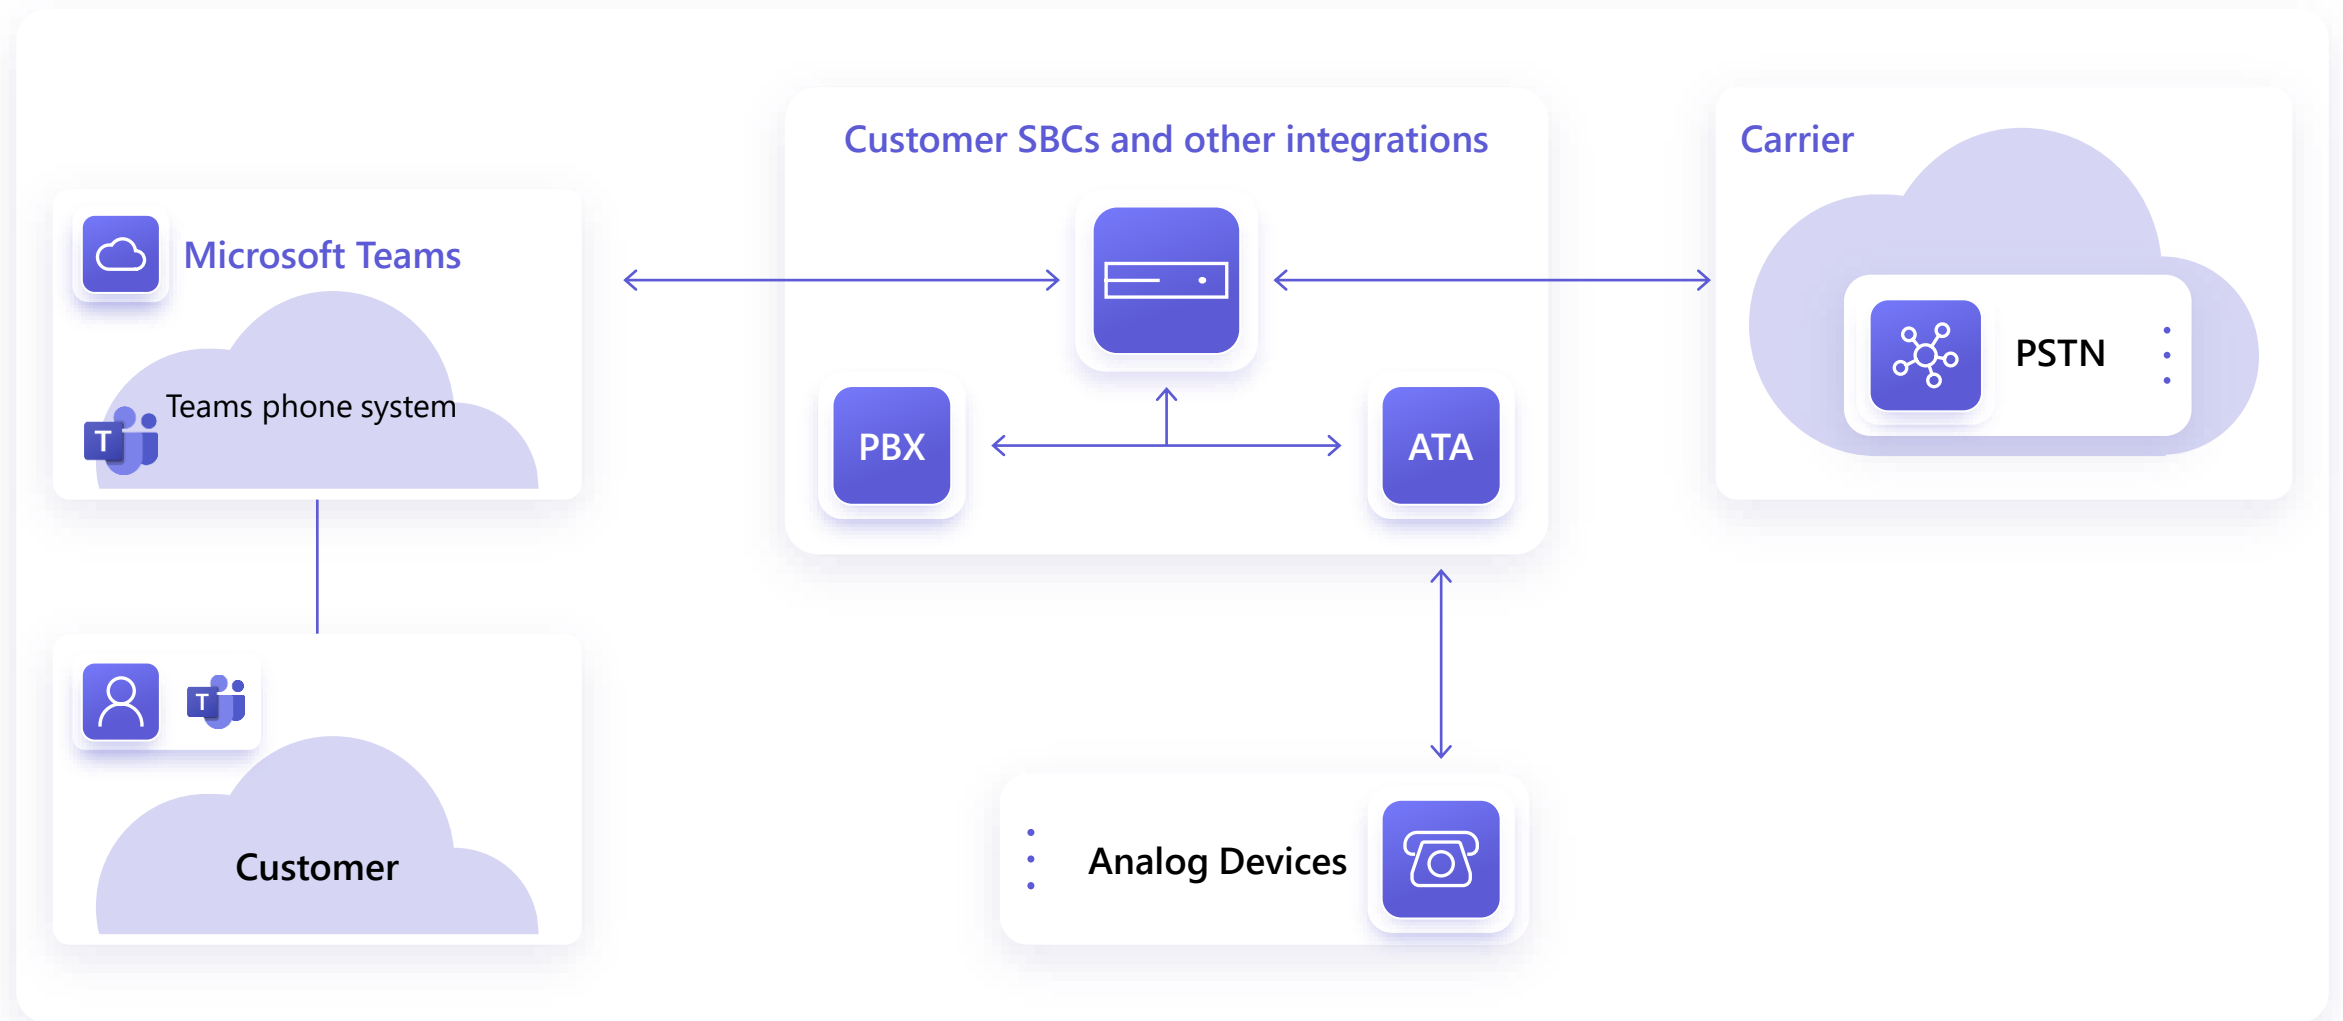 Customer SBCs and other integrations
Carrier
Microsoft Teams
PSTN
Teams phone system
T
PBX
ATA
T
Customer
Analog Devices